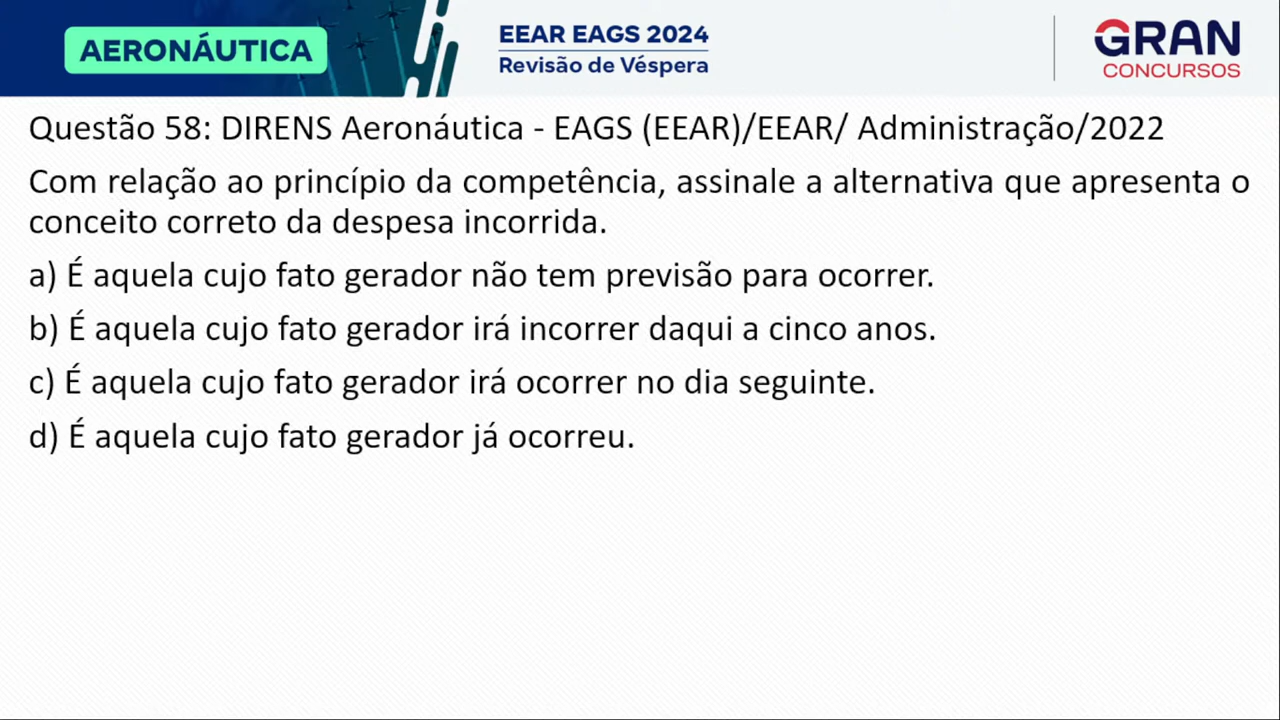 AERONÁUTICA
EEAR EAGS 2024
Revisão de Véspera
GRAN
CONCURSOS
Questão 58: DIRENS Aeronáutica - EAGS (EEAR)/EEAR/ Administração/2022
Com relação ao princípio da competência, assinale a alternativa que apresenta o
conceito correto da despesa incorrida.
a) É aquela cujo fato gerador não tem previsão para ocorrer.
b) É aquela cujo fato gerador irá incorrer daqui a cinco anos.
c) É aquela cujo fato gerador irá ocorrer no dia seguinte.
d) É aquela cujo fato gerador já ocorreu.